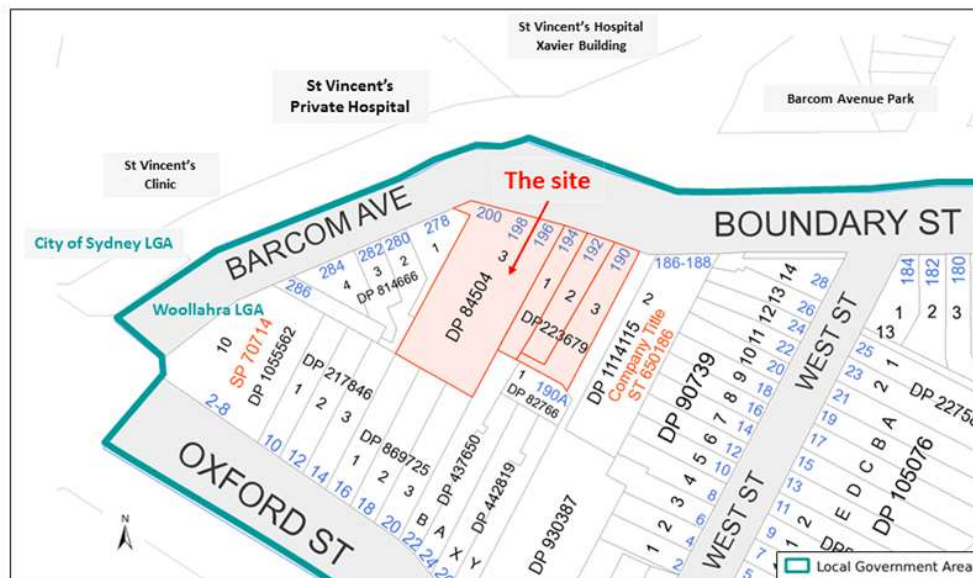 St Vincent's Hospital
Xavier Building
St Vincent's
Private Hospital
Barcom Avenue Park
St Vincent's
Clinic
The site
City of Sydney LGA
Woollahra LGA
BARCOM AVE
BOUNDARY ST
200
198
196
194
192
190
186-188
278
280
282
284
286
1
2
3
4
DP 814666
3
DP 84504
1
2
3
DP223679
1
190A
DP 82766
2
DP 1114115
Company Title
ST 650186
10
SP 70714
DP 1055562
DP 217846
1
2
3
DP 869725
1
2
3
DP 437650
B
A
DP 442819
X
Y
DP 930387
2-8
10
12
14
16
18
20
22
24
26
OXFORD ST
DP 90739
14
13
12
11
10
9
8
7
6
5
4
3
2
1
28
26
24
22
20
18
16
14
12
10
8
6
4
2
WEST ST
WEST ST
184
182
180
1
2
3
13
25
23
21
19
17
15
13
11
9
7
5
1
2
DP 22750
A
B
C
D
E
DP 105076
2
1
N
Local Government Area